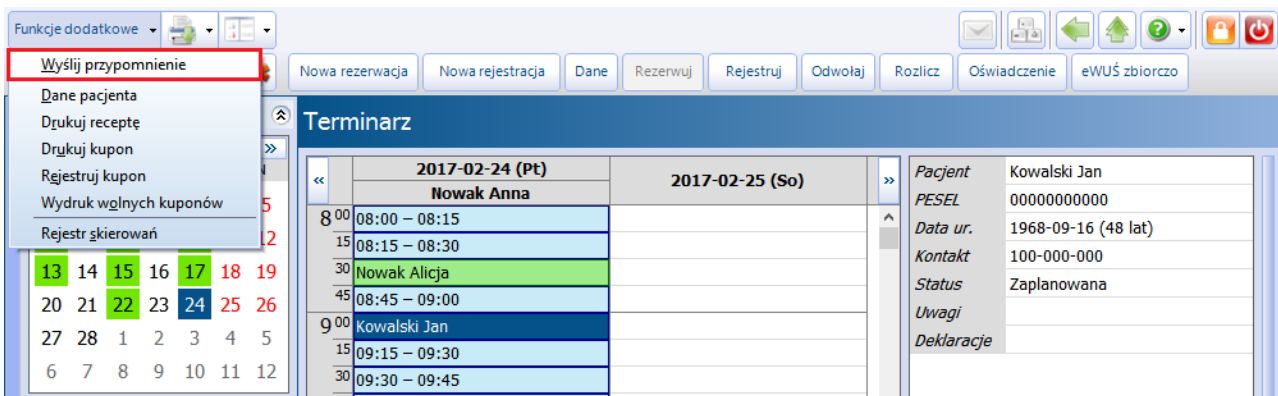 Funkcje dodatkowe
Wyślij przypomnienie
Dane pacjenta
Drukuj receptę
Drukuj kupon
Rejestruj kupon
Wydruk wolnych kuponów
Rejestr skierowań
Nowa rezerwacja Nowa rejestracja Dane Rezerwuj Rejestruj Odwołaj Rozlicz Oświadczenie eWUŚ zbiorczo
5
12
13 14 15 16 17 18 19
20 21 22 23 24 25 26
27 28 1 2 3 4 5
6 7 8 9 10 11 12
Terminarz
2017-02-24 (Pt) 2017-02-25 (So)
Nowak Anna
8 00 08:00 – 08:15
15 08:15 – 08:30
30 Nowak Alicja
45 08:45 – 09:00
9 00 Kowalski Jan
15 09:15 – 09:30
30 09:30 – 09:45
Pacjent Kowalski Jan
PESEL 00000000000
Data ur. 1968-09-16 (48 lat)
Kontakt 100-000-000
Status Zaplanowana
Uwagi
Deklaracje